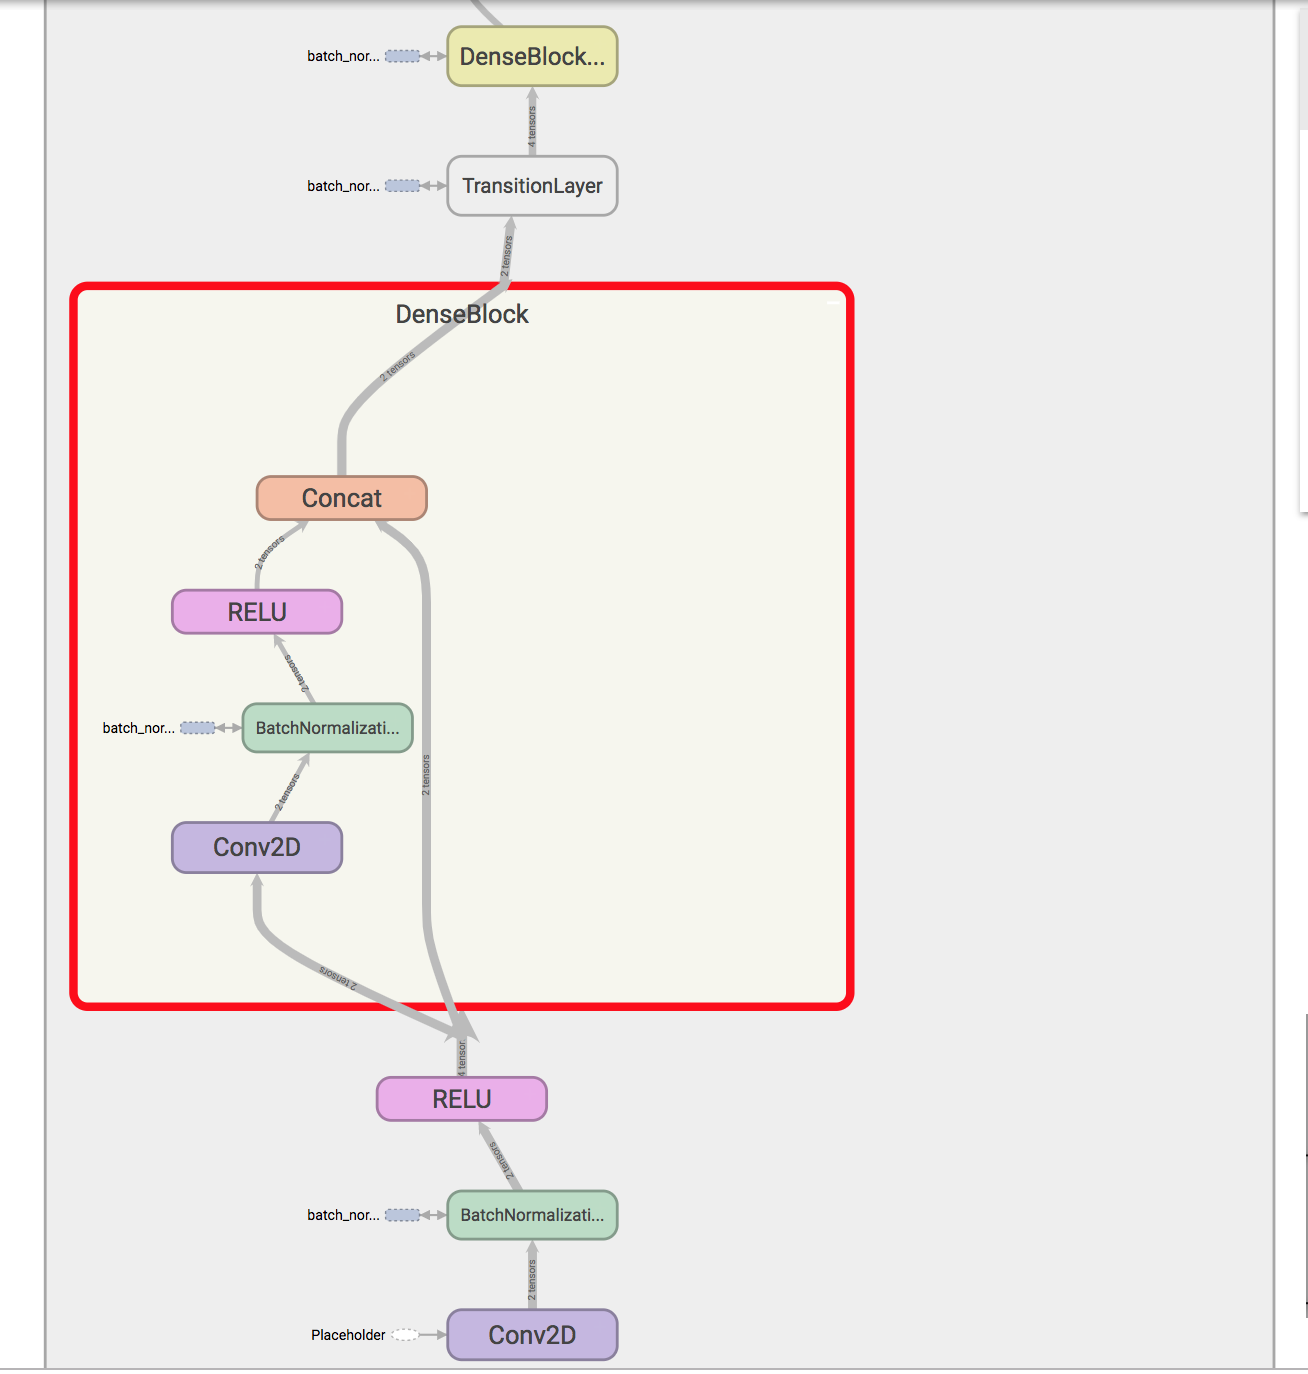 batch_nor...
DenseBlock...
4 tensors
batch_nor...
TransitionLayer
2 tensors
DenseBlock
2 tensors
Concat
2 tensors
RELU
2 tensors
batch_nor...
BatchNormalizati...
2 tensors
2 tensors
Conv2D
2 tensors
4 tensor
RELU
2 tensors
batch_nor...
BatchNormalizati...
2 tensors
Placeholder
Conv2D